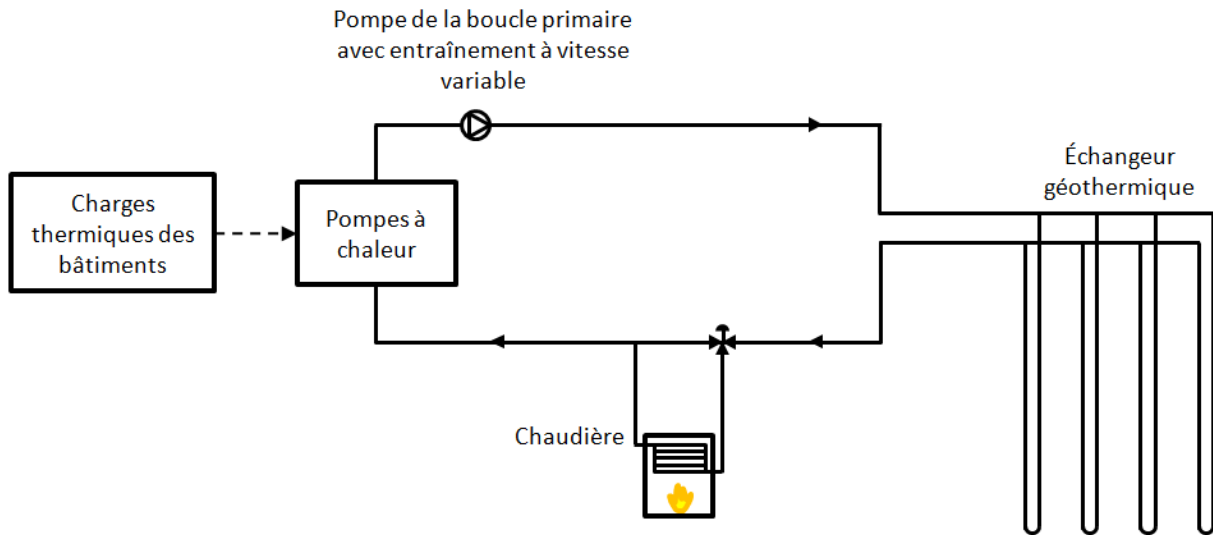 Pompe de la boucle primaire
avec entraînement à vitesse
variable
Échangeur
géothermique
Charges
thermiques des
bâtiments
Pompes à
chaleur
Chaudière